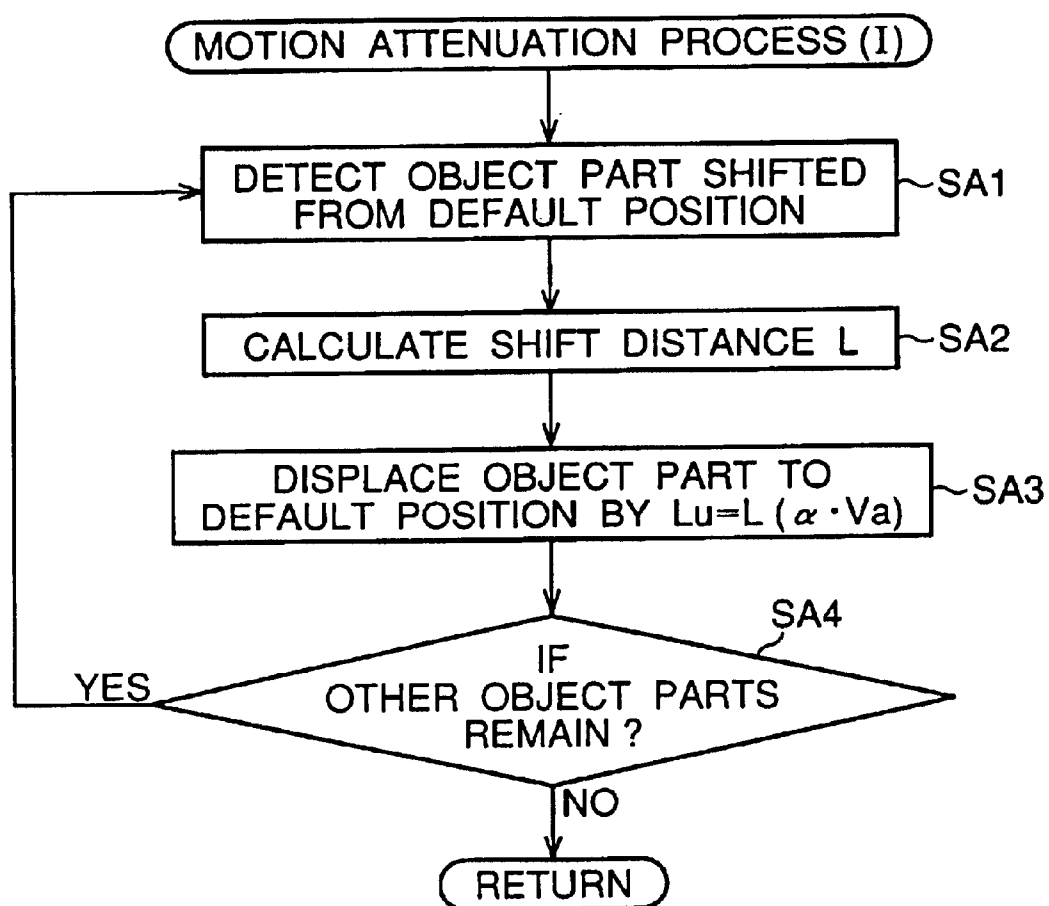 MOTION ATTENUATION PROCESS (I)
DETECT OBJECT PART SHIFTED
FROM DEFAULT POSITION
SA1
CALCULATE SHIFT DISTANCE L
SA2
DISPLACE OBJECT PART TO
DEFAULT POSITION BY Lu=L (α・Va)
SA3
SA4
IF
OTHER OBJECT PARTS
REMAIN ?
YES
NO
RETURN